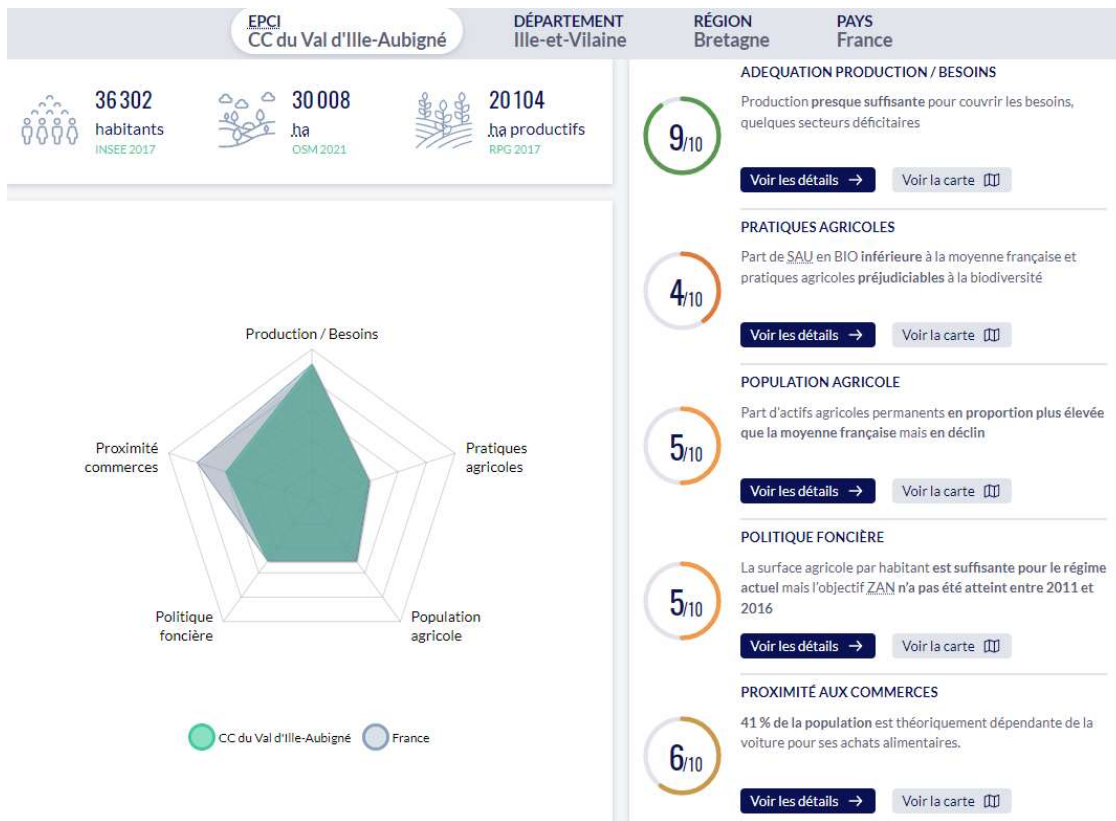 EPCI
CC du Val d'Ille-Aubigné
DÉPARTEMENT
Ille-et-Vilaine
RÉGION
Bretagne
PAYS
France
36 302
habitants
INSEE 2017
30 008
ha
OSM 2021
20 104
ha productifs
RPG 2017
Production / Besoins
Pratiques
agricoles
Population
agricole
Politique
foncière
Proximité
commerces
CC du Val d'Ille-Aubigné
France
ADEQUATION PRODUCTION / BESOINS
9/10
Production presque suffisante pour couvrir les besoins,
quelques secteurs déficitaires
Voir les détails →
Voir la carte
PRATIQUES AGRICOLES
4/10
Part de SAU en BIO inférieure à la moyenne française et
pratiques agricoles préjudiciables à la biodiversité
Voir les détails →
Voir la carte
POPULATION AGRICOLE
5/10
Part d'actifs agricoles permanents en proportion plus élevée
que la moyenne française mais en déclin
Voir les détails →
Voir la carte
POLITIQUE FONCIÈRE
5/10
La surface agricole par habitant est suffisante pour le régime
actuel mais l'objectif ZAN n'a pas été atteint entre 2011 et
2016
Voir les détails →
Voir la carte
PROXIMITÉ AUX COMMERCES
6/10
41 % de la population est théoriquement dépendante de la
voiture pour ses achats alimentaires.
Voir les détails →
Voir la carte